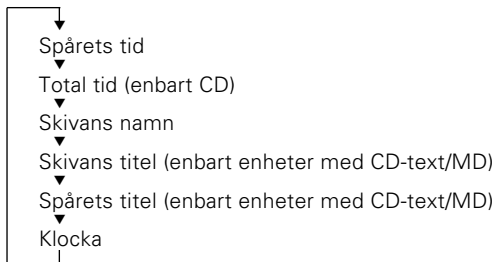 Spårets tid
Total tid (enbart CD)
Skivans namn
Skivans titel (enbart enheter med CD-text/MD)
Spårets titel (enbart enheter med CD-text/MD)
Klocka